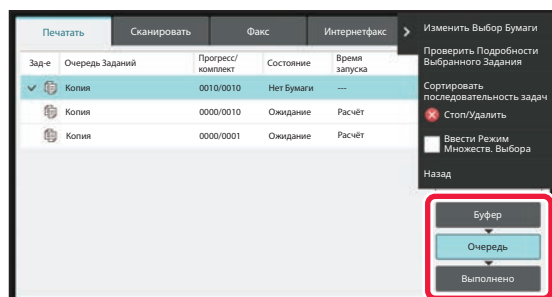 Печатать Сканировать Факс Интернетфакс
Зад-е Очередь Заданий Прогресс/комплект Состояние Время запуска
Копия 0010/0010 Нет Бумаги ---
Копия 0000/0010 Ожидание Расчёт
Копия 0000/0001 Ожидание Расчёт
Изменить Выбор Бумаги
Проверить Подробности
Выбранного Задания
Сортировать
последовательность задач
Стоп/Удалить
Ввести Режим
Множеств. Выбора
Назад
Буфер
Очередь
Выполнено